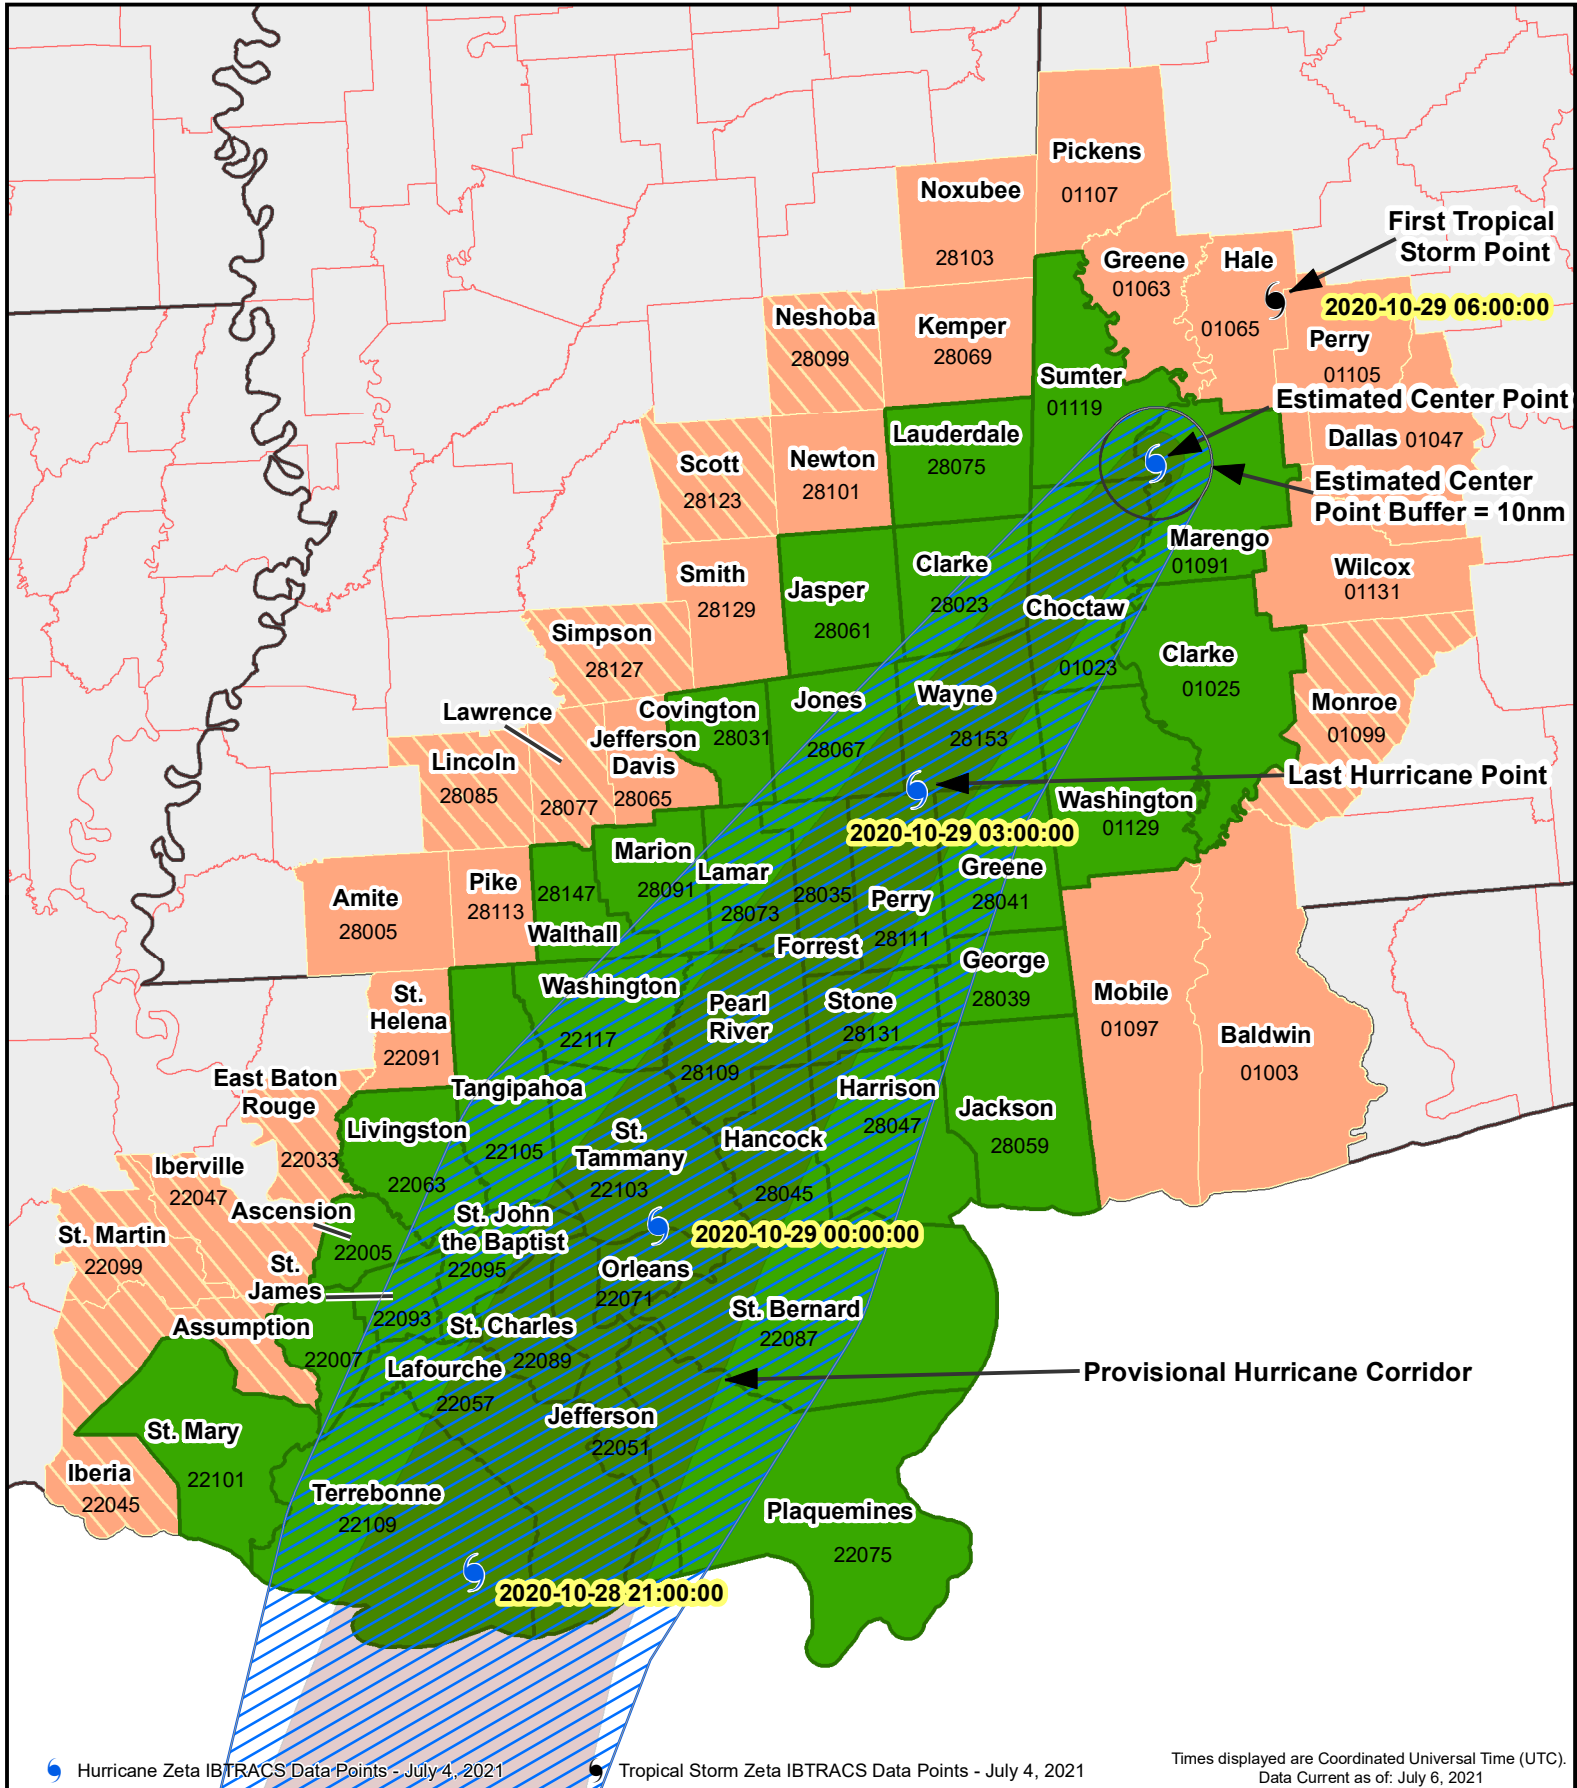 Pickens
01107
Noxubee
28103
First Tropical
Storm Point
Greene
01063
Hale
01065
2020-10-29 06:00:00
Neshoba
28099
Kemper
28069
Perry
01105
Sumter
01119
Estimated Center Point
Lauderdale
28075
Dallas 01047
Scott
28123
Newton
28101
Estimated Center
Point Buffer = 10nm
Marengo
01091
Wilcox
01131
Smith
28129
Jasper
28061
Clarke
28023
Choctaw
01023
Simpson
28127
Clarke
01025
Lawrence
28077
Covington
28031
Jones
28067
Wayne
28153
Monroe
01099
Jefferson
Davis
28065
Lincoln
28085
Last Hurricane Point
2020-10-29 03:00:00
Washington
01129
Marion
28091
Lamar
28073
28035
Forrest
Perry
28111
Greene
28041
Amite
28005
Pike
28113
28147
Walthall
George
28039
St.
Helena
22091
Washington
22117
Pearl
River
28109
Stone
28131
Mobile
01097
Baldwin
01003
East Baton
Rouge
22033
Tangipahoa
22105
Harrison
28047
Jackson
28059
Livingston
22063
St.
Tammany
22103
Hancock
28045
Iberville
22047
Ascension
22005
St. John
the Baptist
22095
2020-10-29 00:00:00
St. Martin
22099
St.
James
22093
Orleans
22071
St. Bernard
22087
Assumption
22007
St. Charles
22089
Lafourche
22057
Provisional Hurricane Corridor
Jefferson
22051
St. Mary
22101
Iberia
22045
Terrebonne
22109
Plaquemines
22075
2020-10-28 21:00:00
Hurricane Zeta IBTRACS Data Points - July 4, 2021
Tropical Storm Zeta IBTRACS Data Points - July 4, 2021
Times displayed are Coordinated Universal Time (UTC).
Data Current as of: July 6, 2021